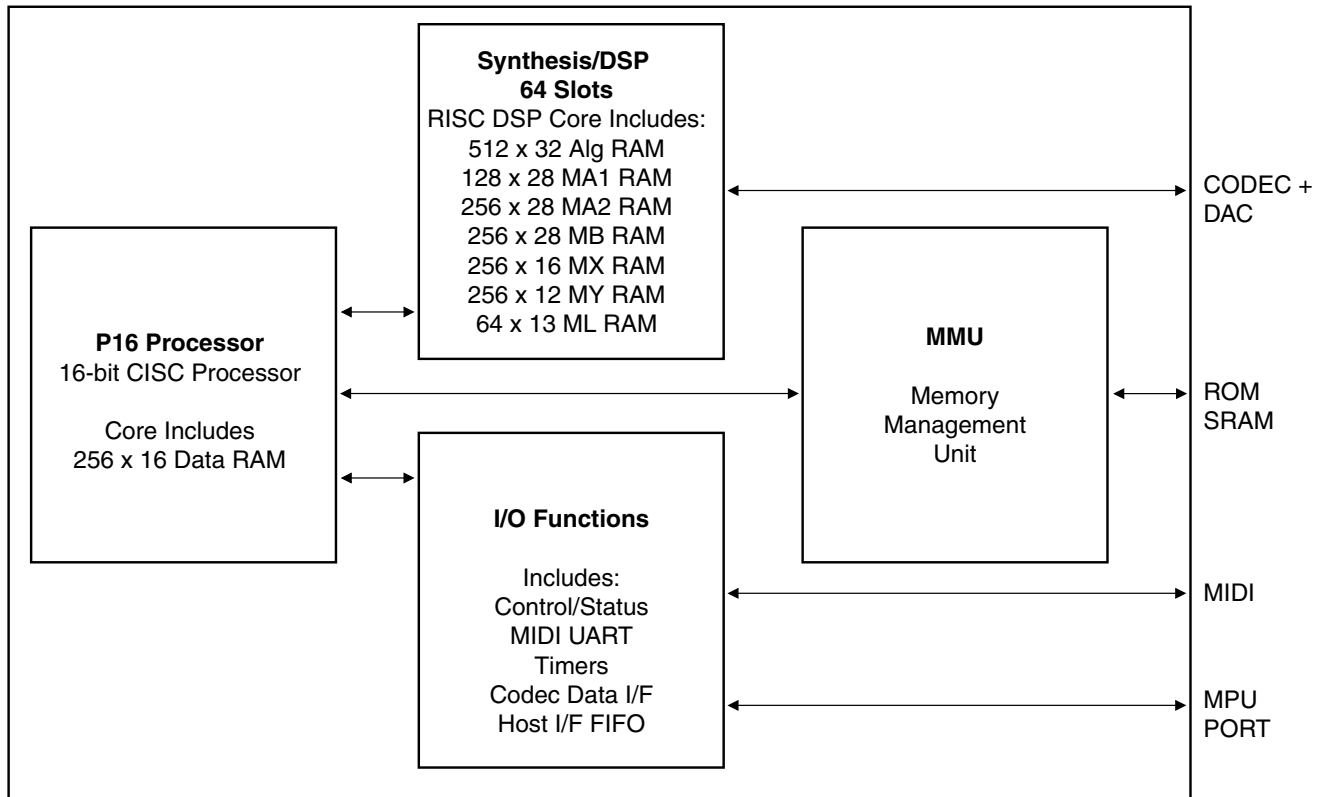 Synthesis/DSP
64 Slots
RISC DSP Core Includes:
512 x 32 Alg RAM
128 x 28 MA1 RAM
256 x 28 MA2 RAM
256 x 28 MB RAM
256 x 16 MX RAM
256 x 12 MY RAM
64 x 13 ML RAM
CODEC +
DAC
P16 Processor
16-bit CISC Processor
Core Includes
256 x 16 Data RAM
MMU
Memory
Management
Unit
ROM
SRAM
I/O Functions
Includes:
Control/Status
MIDI UART
Timers
Codec Data I/F
Host I/F FIFO
MIDI
MPU
PORT